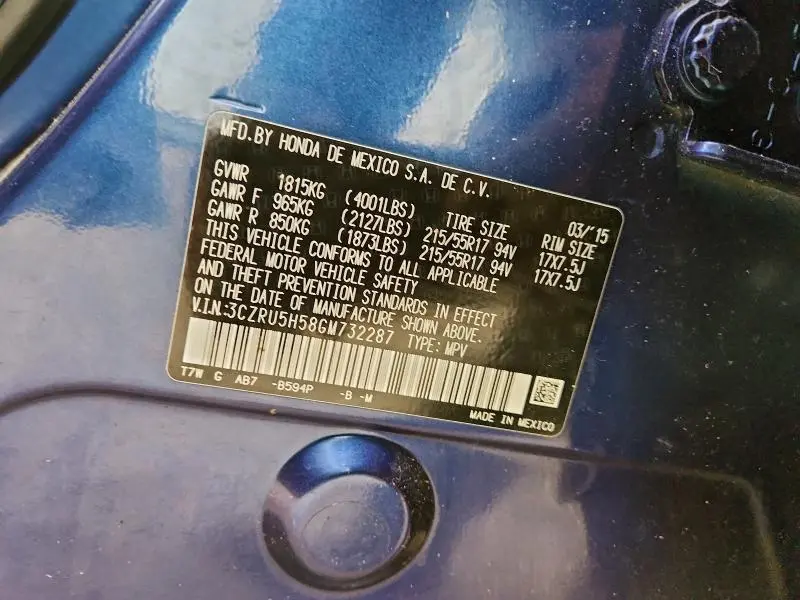 MFD.BY HONDA DE MEXICO S.A. DE C.V.
03/'15
GVWR 1815KG (4001LBS) TIRE SIZE RIM SIZE
GAWR F 965KG (2127LBS) 215/55R17 94V 17X7.5J
GAWR R 850KG (1873LBS) 215/55R17 94V 17X7.5J
THIS VEHICLE CONFORMS TO ALL APPLICABLE
FEDERAL MOTOR VEHICLE SAFETY
AND THEFT PREVENTION STANDARDS IN EFFECT
ON THE DATE OF MANUFACTURE SHOWN ABOVE.
V.I.N.:3CZRU5H58GM732287 TYPE: MPV
T7W G AB7 -B594P -B -M
MADE IN MEXICO